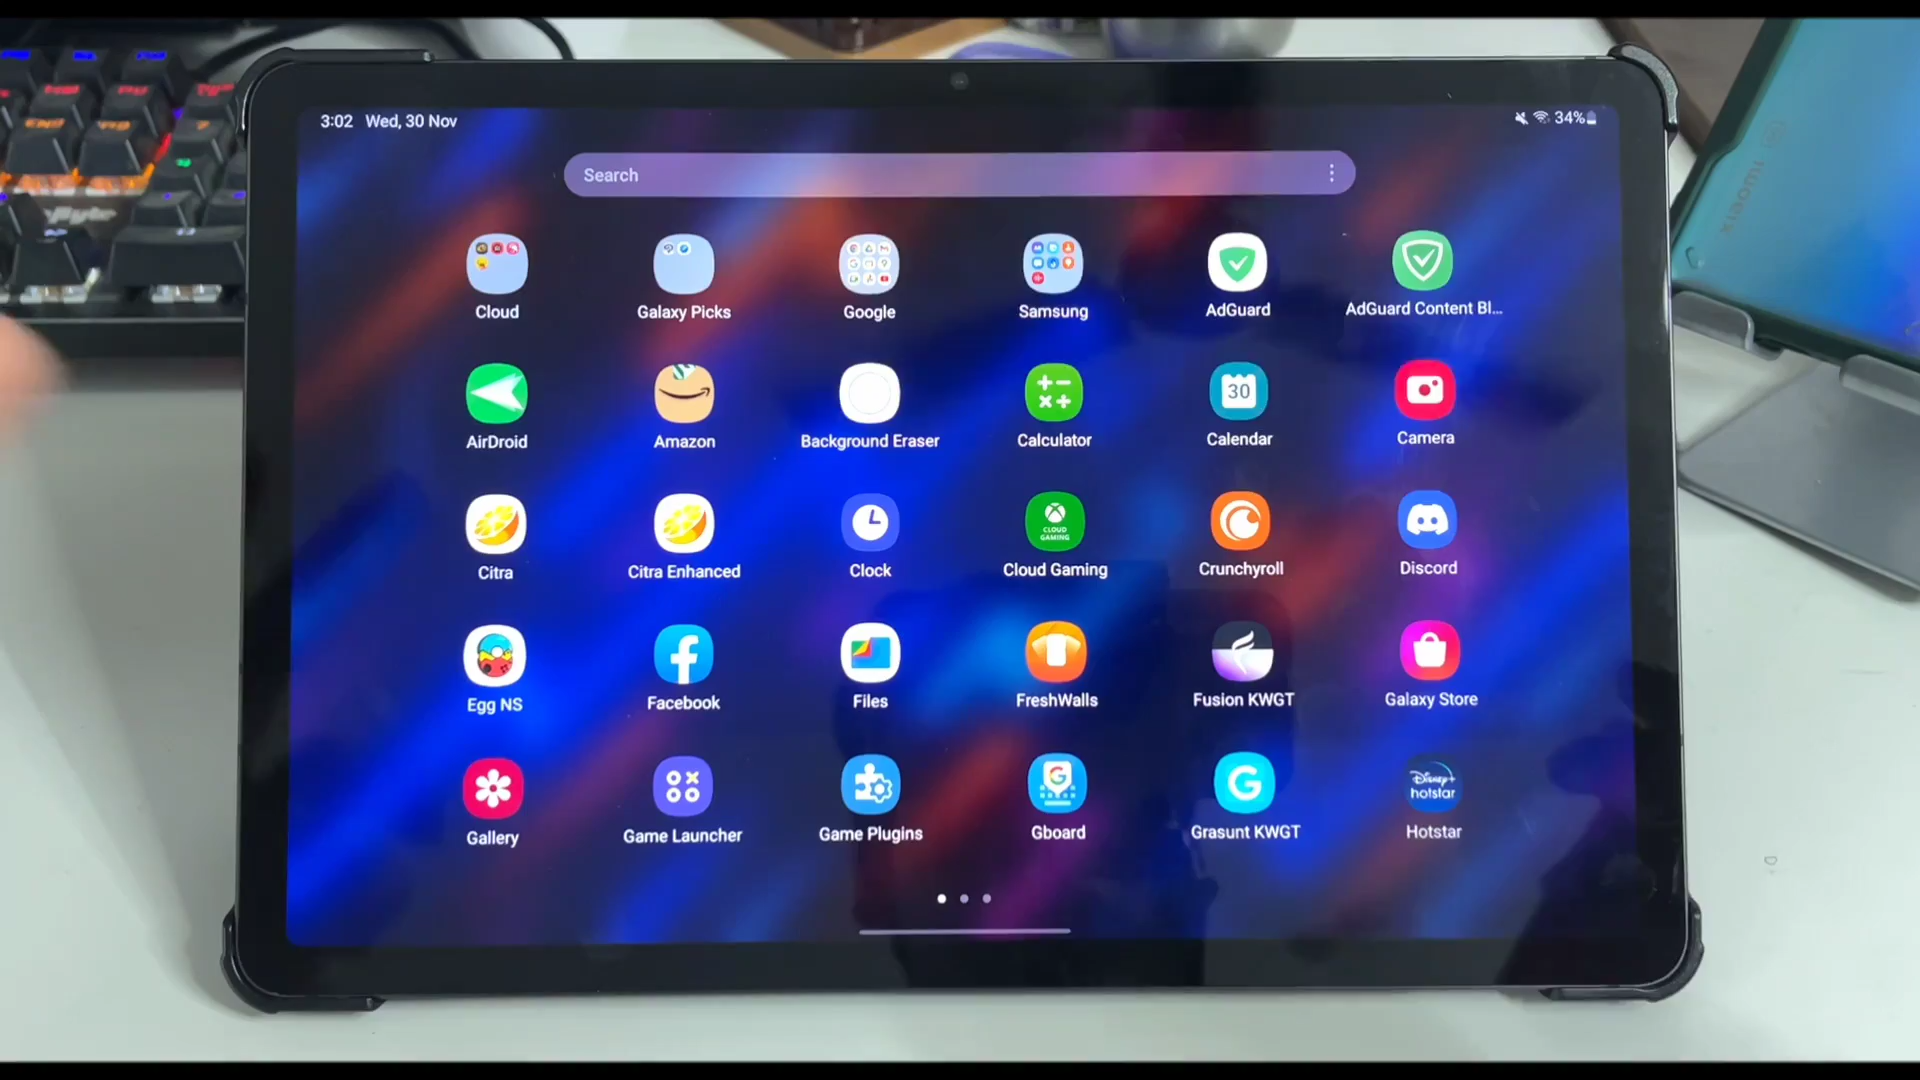 3:02 Wed, 30 Nov
34%
Search
Cloud
Galaxy Picks
Google
Samsung
AdGuard
AdGuard Content Bl...
30
AirDroid
Amazon
Background Eraser
Calculator
Calendar
Camera
CLOUD
GAMING
Citra
Citra Enhanced
Clock
Cloud Gaming
Crunchyroll
Discord
Egg NS
Facebook
Files
FreshWalls
Fusion KWGT
Galaxy Store
Disney+
hotstar
Gallery
Game Launcher
Game Plugins
Gboard
Grasunt KWGT
Hotstar
xiaomi